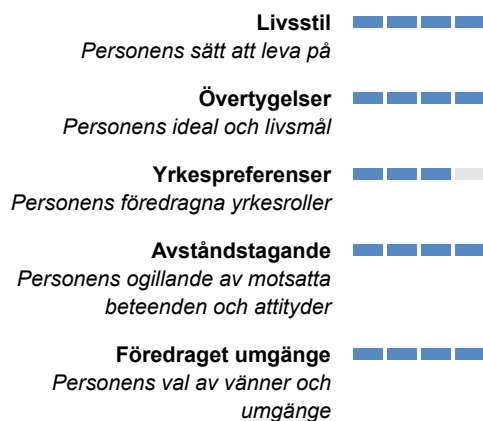 Livsstil
Personens sätt att leva på
Övertygelser
Personens ideal och livsmål
Yrkespreferenser
Personens föredragna yrkesroller
Avståndstagande
Personens ogillande av motsatta
beteenden och attityder
Föredraget umgänge
Personens val av vänner och
umgänge